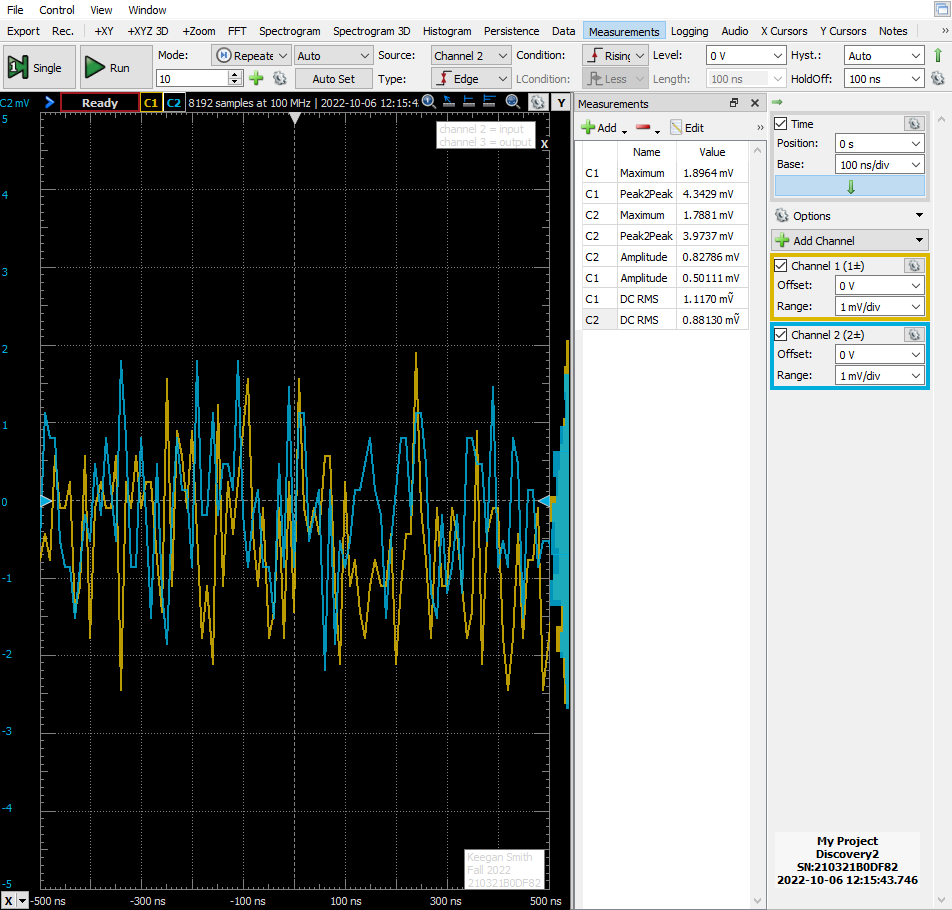 File Control View Window
Export Rec. +XY +XYZ 3D +Zoom FFT Spectrogram Spectrogram 3D Histogram Persistence Data Measurements Logging Audio X Cursors Y Cursors Notes »
Single Run Mode: Repeate Auto Source: Channel 2 Condition: Rising Level: 0 V Hyst.: Auto
10 Auto Set Type: Edge LCondition: Less Length: 100 ns HoldOff: 100 ns
C2 mV Ready C1 C2 8192 samples at 100 MHz | 2022-10-06 12:15:4 Y
Measurements
Add Edit »
Name Value
C1 Maximum 1.8964 mV
C1 Peak2Peak 4.3429 mV
C2 Maximum 1.7881 mV
C2 Peak2Peak 3.9737 mV
C2 Amplitude 0.82786 mV
C1 Amplitude 0.50111 mV
C1 DC RMS 1.1170 mṼ
C2 DC RMS 0.88130 mṼ
channel 2 = input
channel 3 = output
X
5
4
3
2
1
0
-1
-2
-3
-4
-5
Keegan Smith
Fall 2022
210321B0DF82
X -500 ns -300 ns -100 ns 100 ns 300 ns 500 ns
Time
Position: 0 s
Base: 100 ns/div
Options
Add Channel
Channel 1 (1±)
Offset: 0 V
Range: 1 mV/div
Channel 2 (2±)
Offset: 0 V
Range: 1 mV/div
My Project
Discovery2
SN:210321B0DF82
2022-10-06 12:15:43.746